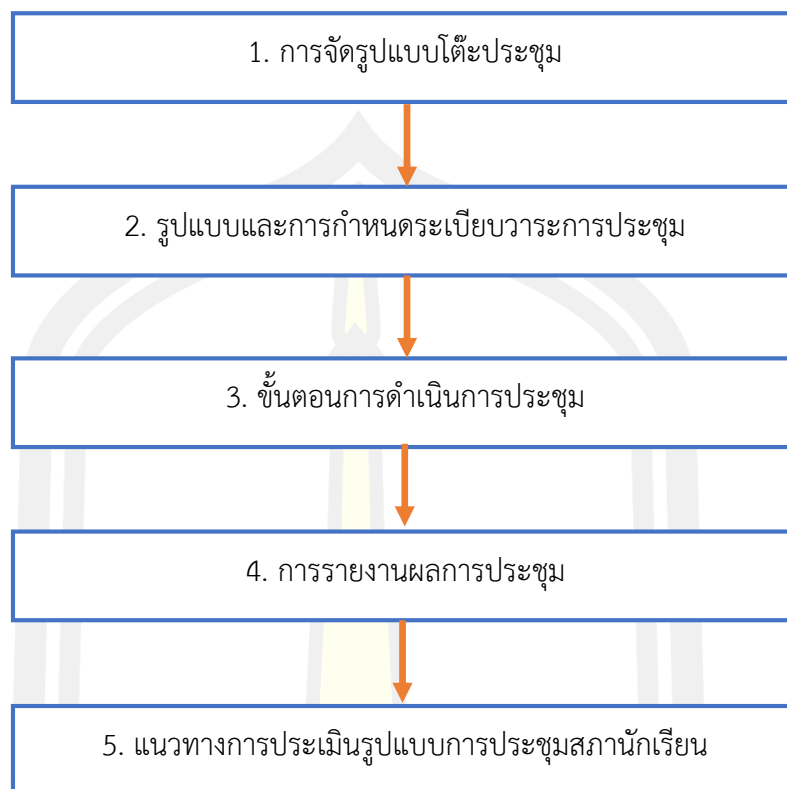 1. การจัดรูปแบบโต๊ะประชุม
2. รูปแบบและการกำหนดระเบียบวาระการประชุม
3. ขั้นตอนการดำเนินการประชุม
4. การรายงานผลการประชุม
5. แนวทางการประเมินรูปแบบการประชุมสภานักเรียน